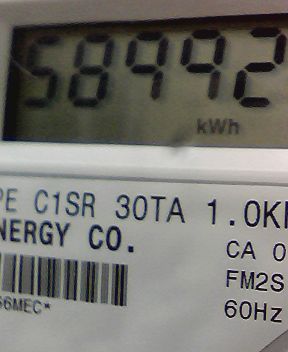 58992
kWh
PE C1SR 30TA 1.0K
NERGY CO.
CA 0
FM2S
60Hz